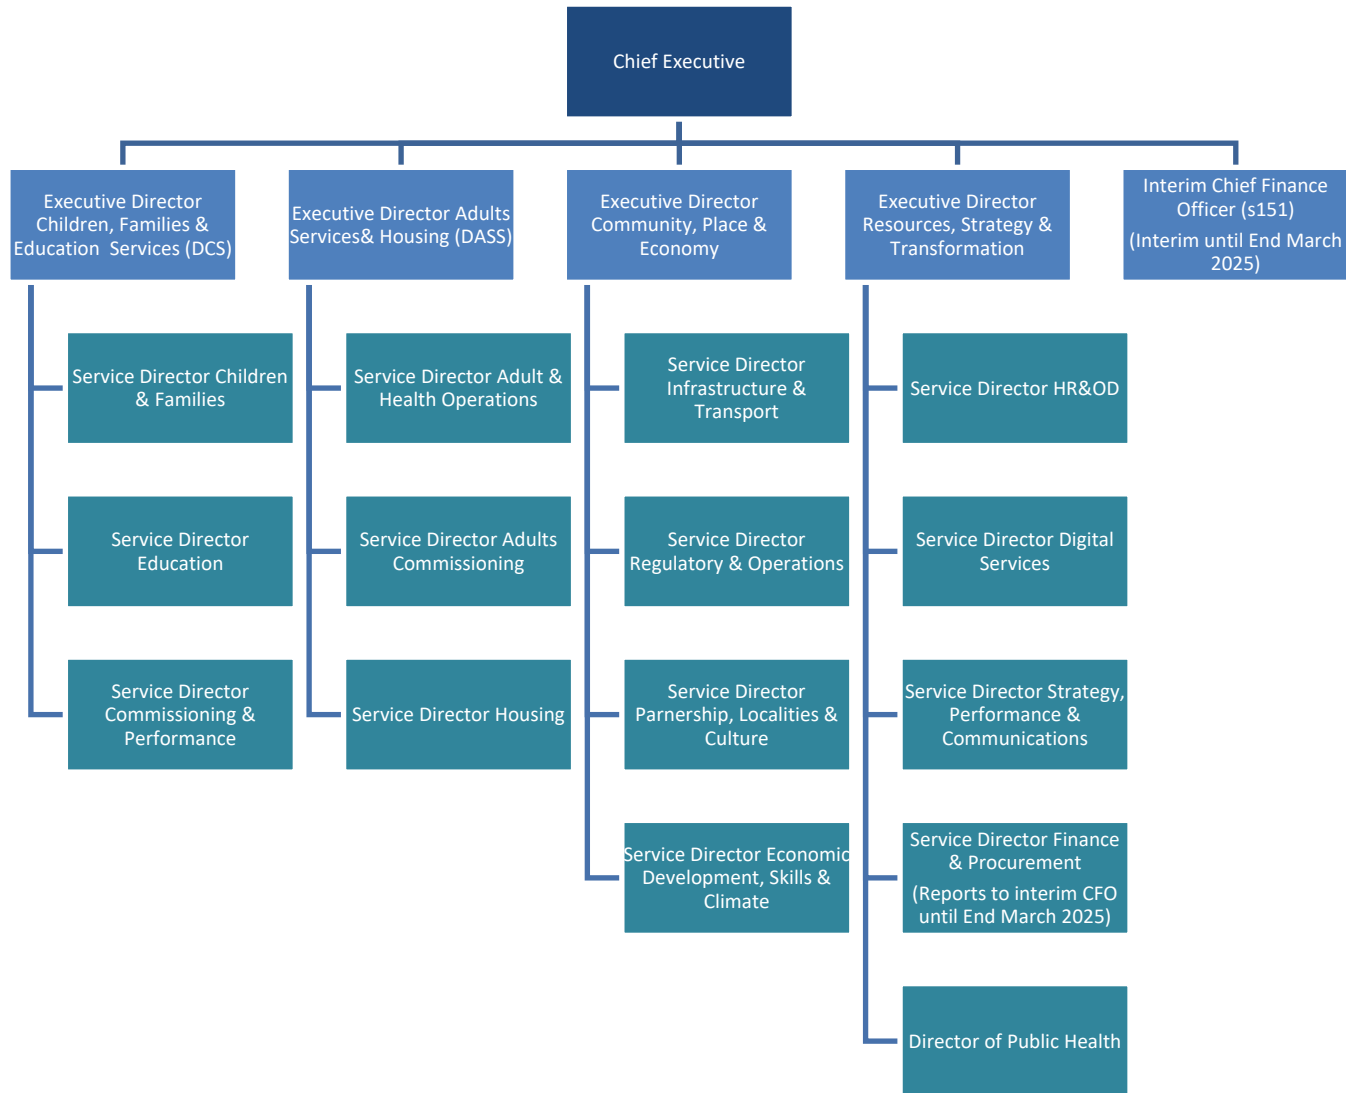 Chief Executive
Executive Director
Children, Families &
Education  Services (DCS)
Executive Director Adults
Services& Housing (DASS)
Executive Director
Community, Place &
Economy
Executive Director
Resources, Strategy &
Transformation
Interim Chief Finance
Officer (s151)
(Interim until End March
2025)
Service Director Children
& Families
Service Director
Education
Service Director
Commissioning &
Performance
Service Director Adult &
Health Operations
Service Director Adults
Commissioning
Service Director Housing
Service Director
Infrastructure &
Transport
Service Director
Regulatory & Operations
Service Director
Parnership, Localities &
Culture
Service Director Economic
Development, Skills &
Climate
Service Director HR&OD
Service Director Digital
Services
Service Director Strategy,
Performance &
Communications
Service Director Finance
& Procurement
(Reports to interim CFO
until End March 2025)
Director of Public Health